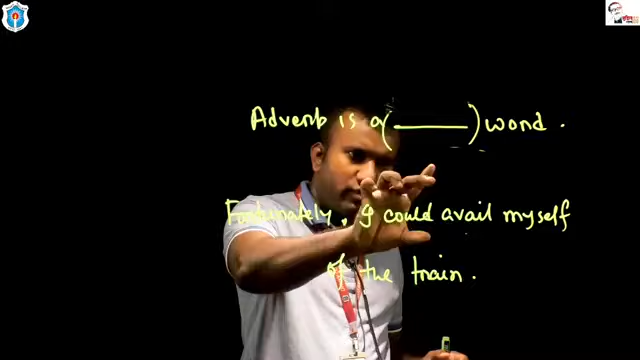 Adverb is a (______) word.
Fortunately, I could avail myself
of the train.